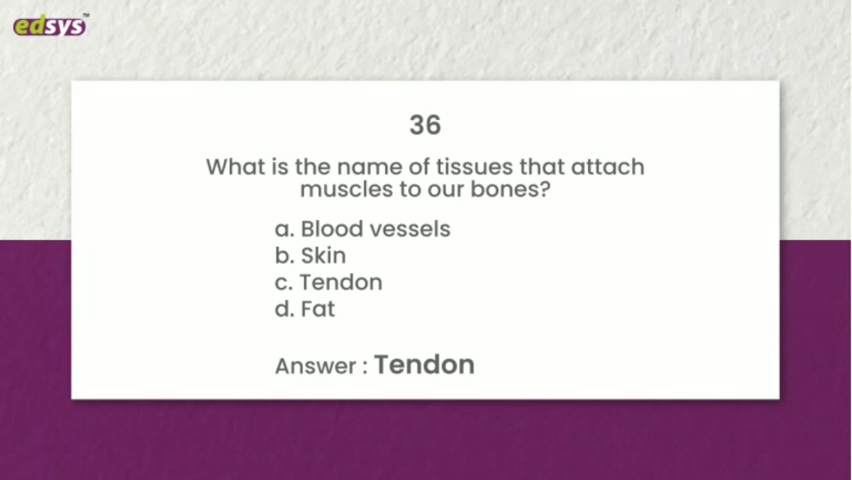 edsys™
36
What is the name of tissues that attach
muscles to our bones?
a. Blood vessels
b. Skin
c. Tendon
d. Fat
Answer : Tendon